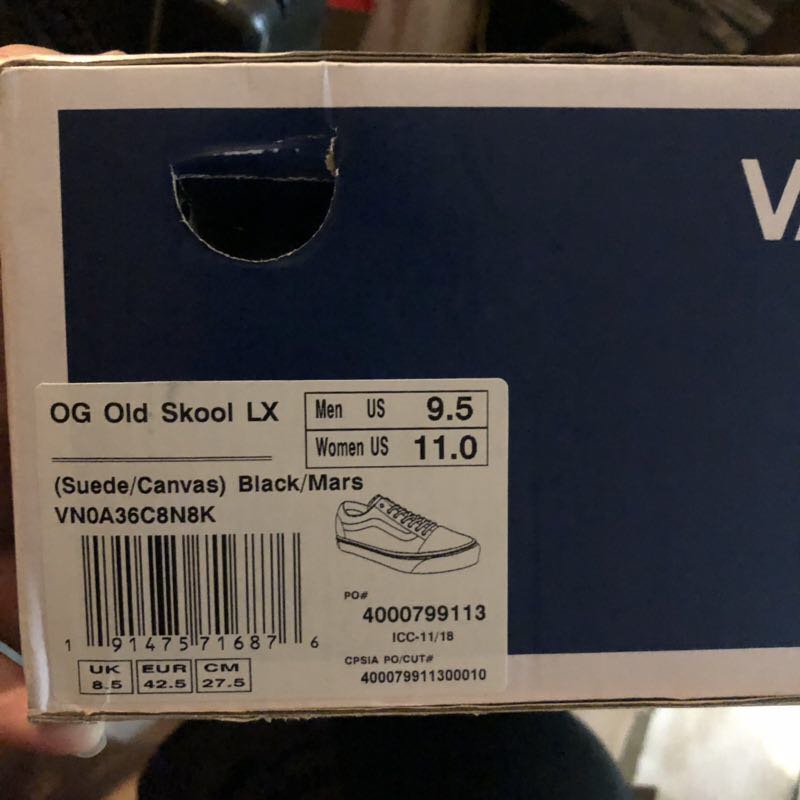 OG Old Skool LX
Men US 9.5
Women US 11.0
(Suede/Canvas) Black/Mars
VN0A36C8N8K
1 91475 71687 6
PO#
4000799113
ICC-11/18
CPSIA PO/CUT#
400079911300010
UK EUR CM
8.5 42.5 27.5